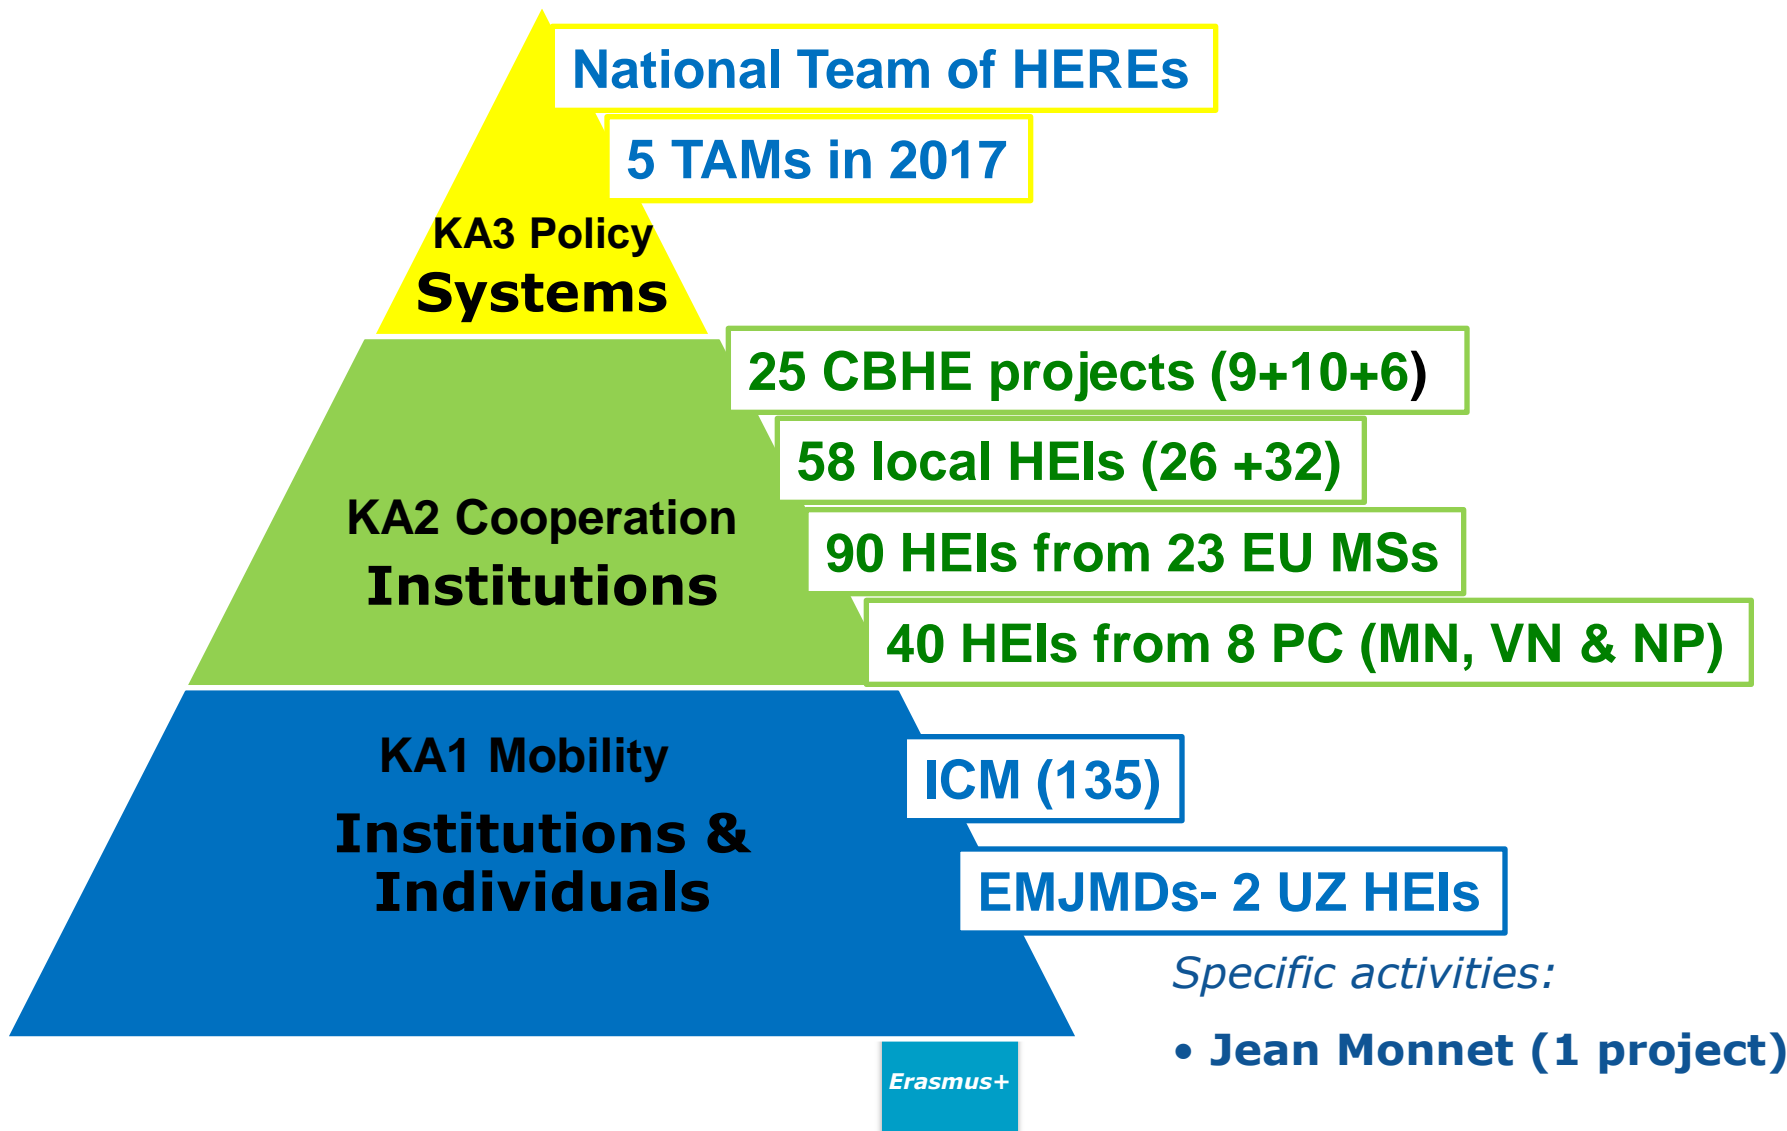 National Team of HEREs
5 TAMs in 2017
KA3 Policy
Systems
25 CBHE projects (9+10+6)
58 local HEIs (26 +32)
KA2 Cooperation
Institutions
90 HEIs from 23 EU MSs
40 HEIs from 8 PC (MN, VN & NP)
KA1 Mobility
Institutions &
Individuals
ICM (135)
EMJMDs- 2 UZ HEIs
Specific activities:
• Jean Monnet (1 project)
Erasmus+